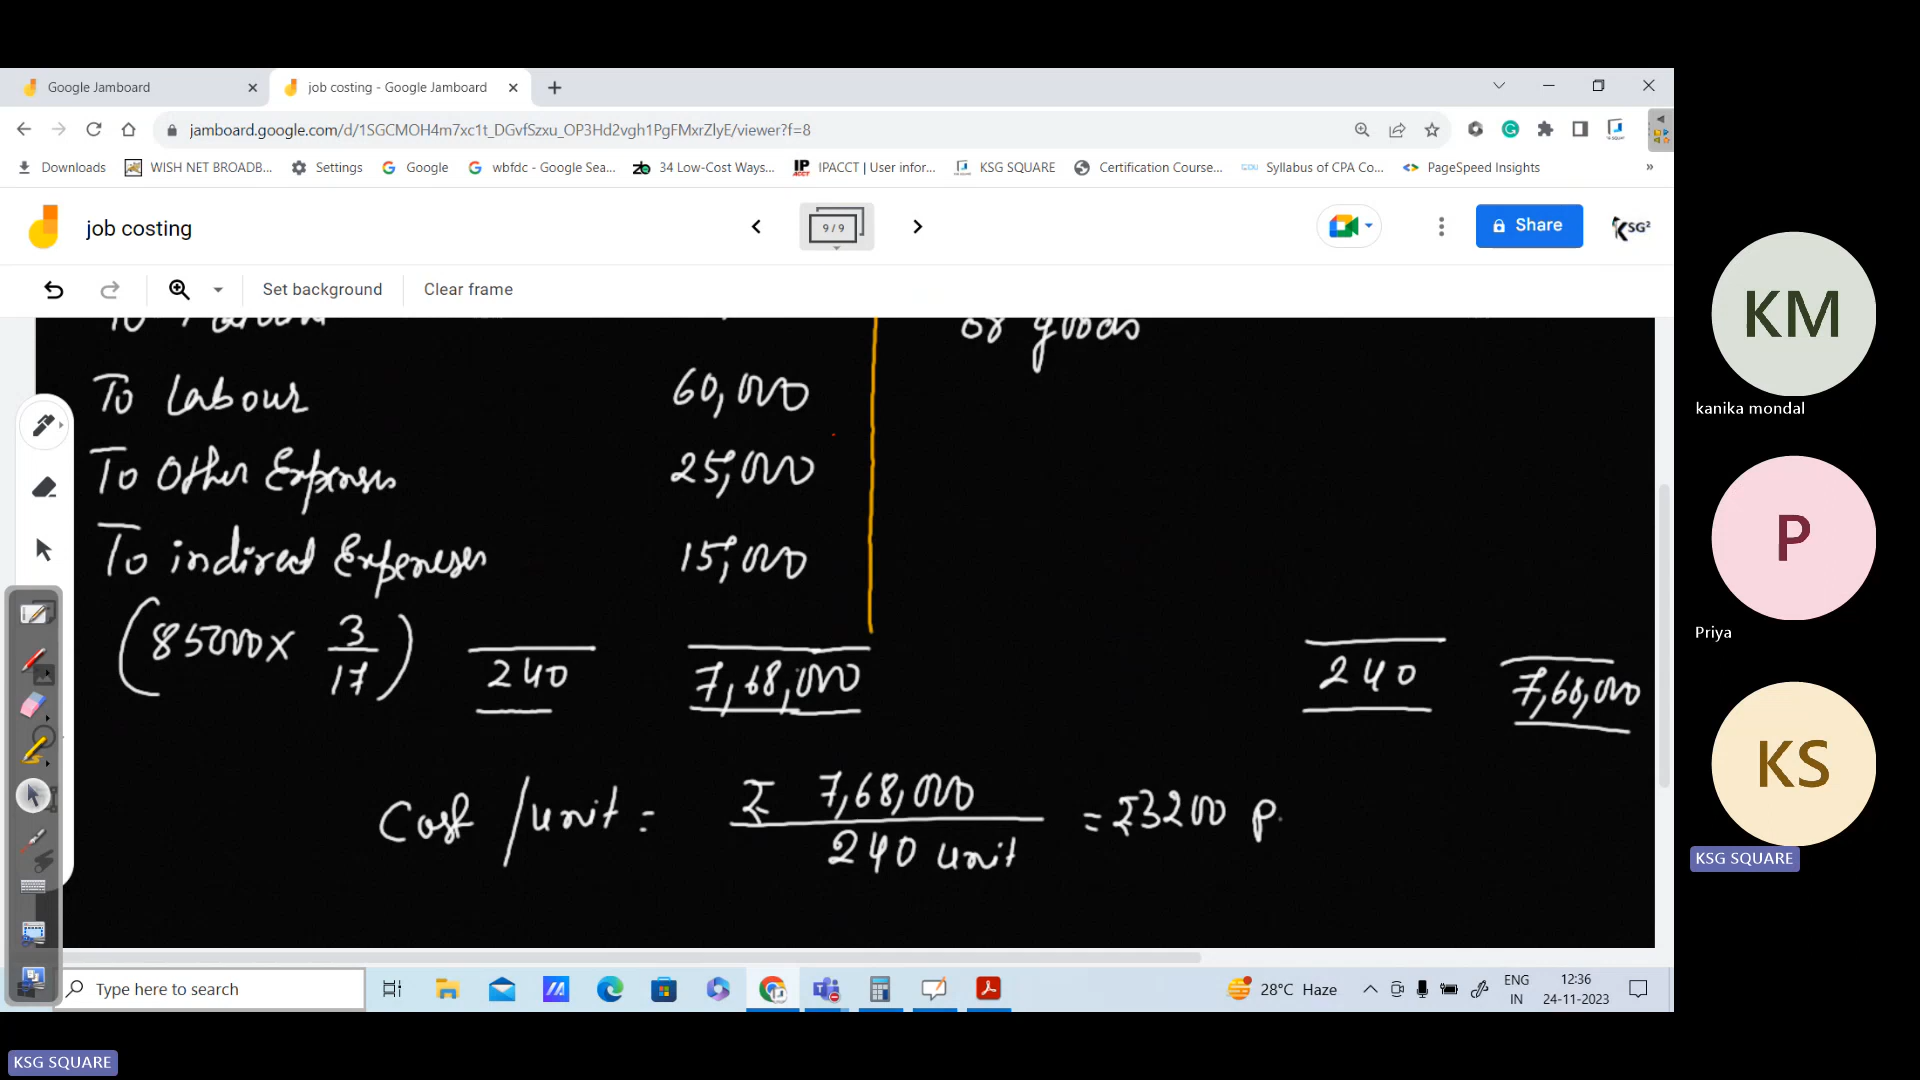 Google Jamboard
job costing - Google Jamboard
jamboard.google.com/d/1SGCMOH4m7xc1t_DGvfSzxu_OP3Hd2vgh1PgFMxrZlyE/viewer?f=8
Downloads WISH NET BROADB... Settings Google wbfdc - Google Sea... 34 Low-Cost Ways... IPACCT | User infor... KSG SQUARE Certification Course... Syllabus of CPA Co... PageSpeed Insights »
job costing
9 / 9
Share
KSG²
Set background Clear frame
of goods
To Labour 60,000
To Other Expenses 25,000
To indirect Expeneses 15,000
(85000 × 3/17) 240 7,68,000 240 7,68,000
Cost /unit = ₹ 7,68,000 / 240 unit = ₹3200 p.
KM
kanika mondal
P
Priya
KS
KSG SQUARE
Type here to search
28°C Haze
ENG
IN
12:36
24-11-2023
KSG SQUARE